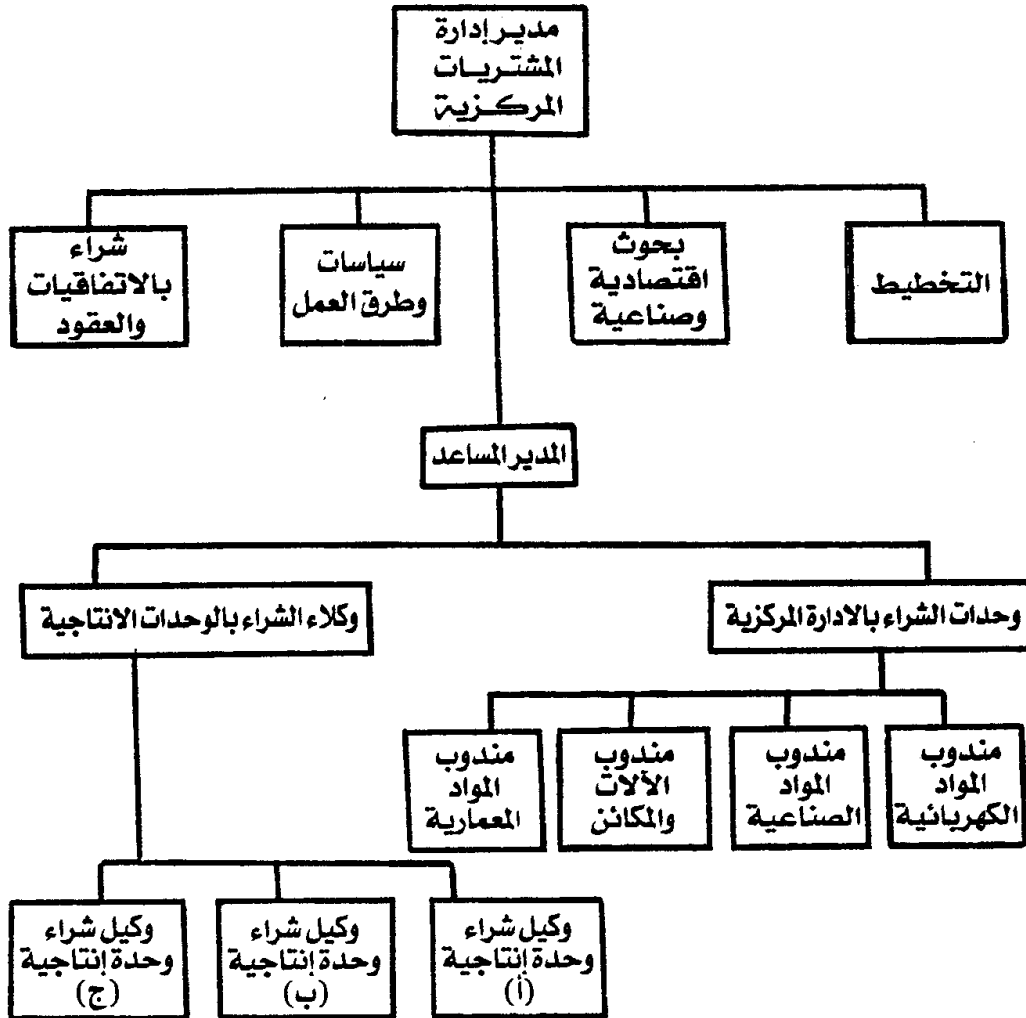 مدير إدارة
المشتريات
المركزية
التخطيط
بحوث
اقتصادية
وصناعية
سياسات
وطرق العمل
شراء
بالاتفاقيات
والعقود
المدير المساعد
وحدات الشراء بالادارة المركزية
وكلاء الشراء بالوحدات الانتاجية
مندوب
المواد
الكهربائية
مندوب
المواد
الصناعية
مندوب
الألات
والمكائن
مندوب
المواد
المعمارية
وكيل شراء
وحدة إنتاجية
(أ)
وكيل شراء
وحدة إنتاجية
(ب)
وكيل شراء
وحدة إنتاجية
(ج)